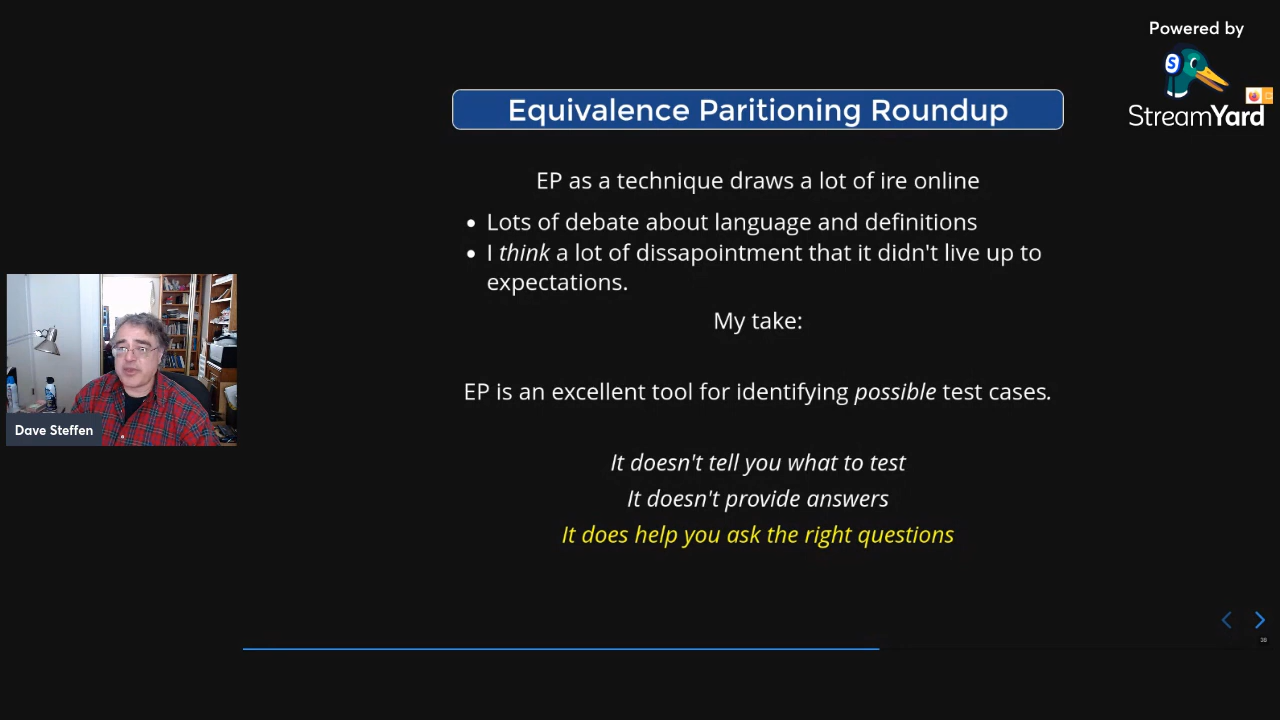 Powered by
StreamYard
Equivalence Paritioning Roundup
EP as a technique draws a lot of ire online
• Lots of debate about language and definitions
• I think a lot of dissapointment that it didn't live up to
expectations.
My take:
EP is an excellent tool for identifying possible test cases.
It doesn't tell you what to test
It doesn't provide answers
It does help you ask the right questions
Dave Steffen